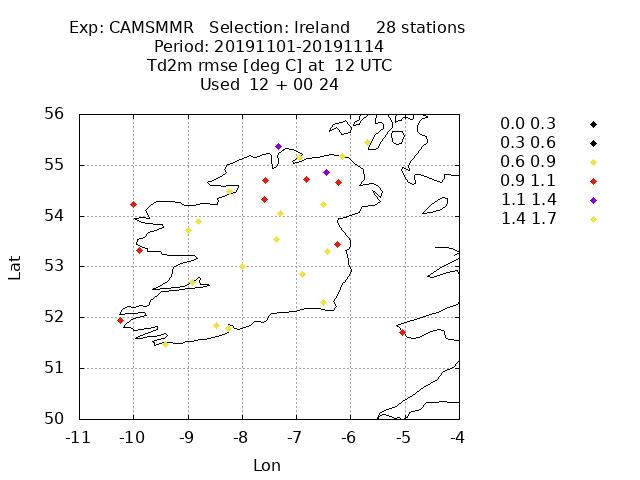 Exp: CAMSMMR   Selection: Ireland     28 stations
Period: 20191101-20191114
Td2m rmse [deg C] at  12 UTC
Used  12 + 00 24
0.0 0.3
0.3 0.6
0.6 0.9
0.9 1.1
1.1 1.4
1.4 1.7
56
55
54
53
52
51
50
Lat
-11 -10 -9 -8 -7 -6 -5 -4
Lon